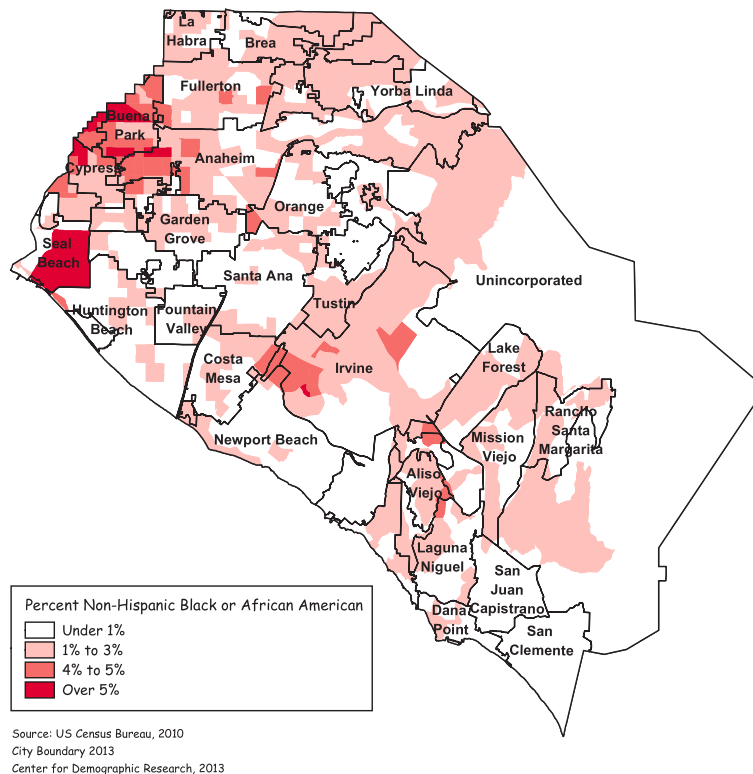 La
Habra
Brea
Fullerton
Yorba Linda
Buena
Park
Anaheim
Cypress
Orange
Garden
Grove
Seal
Beach
Santa Ana
Unincorporated
Tustin
Huntington
Beach
Fountain
Valley
Costa
Mesa
Irvine
Lake
Forest
Rancho
Santa
Margarita
Newport Beach
Mission
Viejo
Aliso
Viejo
Laguna
Niguel
San
Juan
Capistrano
Dana
Point
San
Clemente
Percent Non-Hispanic Black or African American
Under 1%
1% to 3%
4% to 5%
Over 5%
Source: US Census Bureau, 2010
City Boundary 2013
Center for Demographic Research, 2013